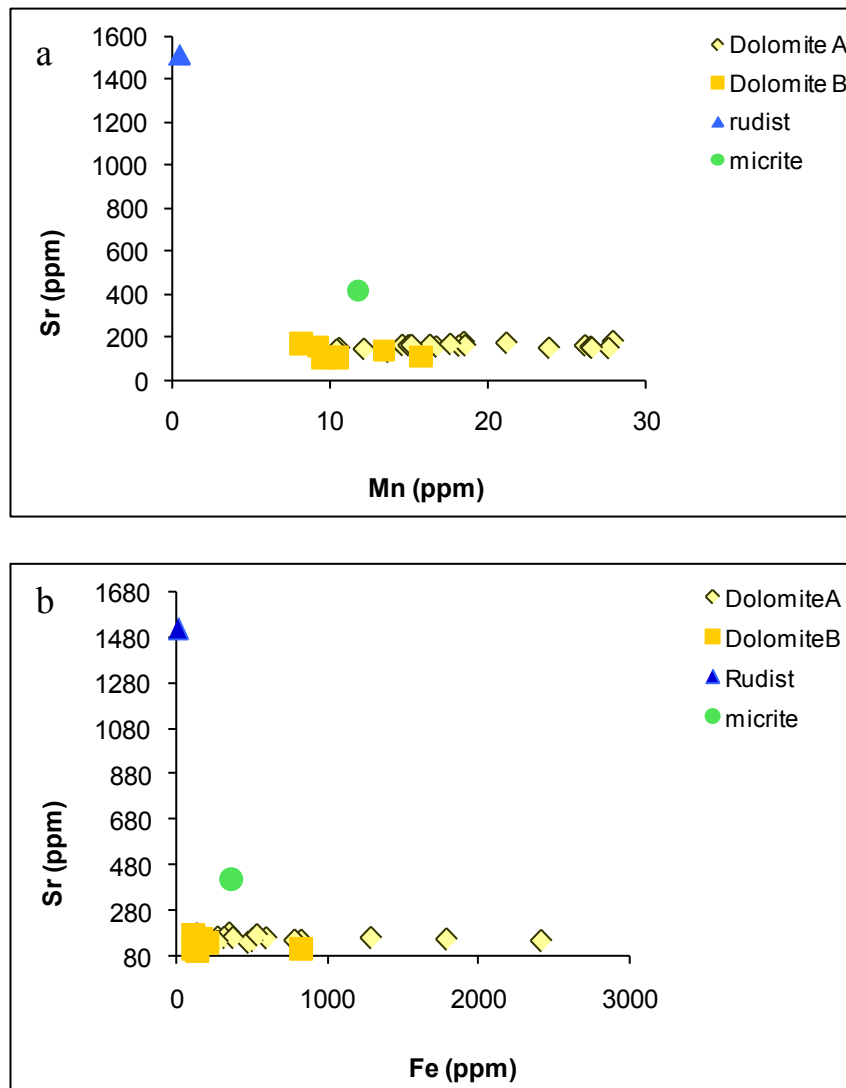 a
1600
1400
1200
1000
800
600
400
200
0
0 10 20 30
Sr (ppm)
Mn (ppm)
Dolomite A
Dolomite B
rudist
micrite
b
1680
1480
1280
1080
880
680
480
280
80
0 1000 2000 3000
Sr (ppm)
Fe (ppm)
DolomiteA
DolomiteB
Rudist
micrite